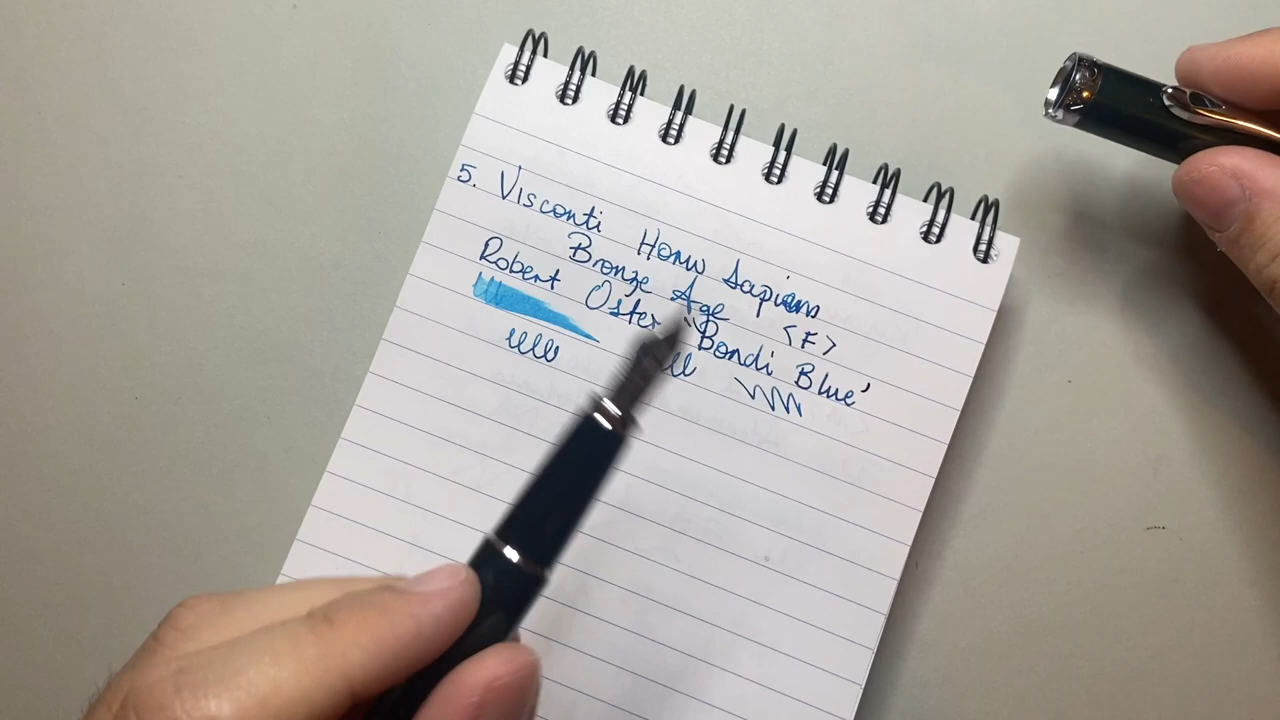 5. Visconti Homo Sapiens
Bronze Age <F>
Robert Oster 'Bondi Blue'